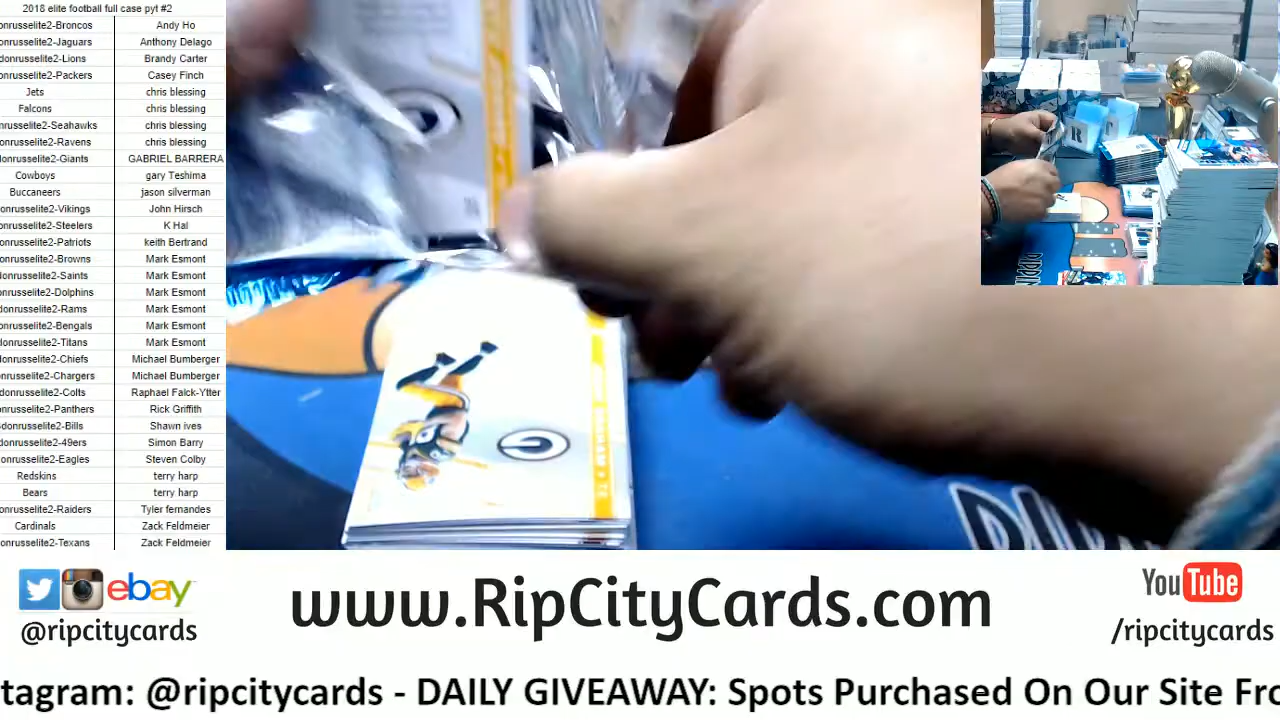 2018 elite football full case pyt #2
onrusselite2-Broncos Andy Ho
onrusselite2-Jaguars Anthony Delago
donrusselite2-Lions Brandy Carter
onrusselite2-Packers Casey Finch
Jets chris blessing
Falcons chris blessing
nrusselite2-Seahawks chris blessing
onrusselite2-Ravens chris blessing
donrusselite2-Giants GABRIEL BARRERA
Cowboys gary Teshima
Buccaneers jason silverman
onrusselite2-Vikings John Hirsch
onrusselite2-Steelers K Hal
onrusselite2-Patriots keith Bertrand
onrusselite2-Browns Mark Esmont
donrusselite2-Saints Mark Esmont
onrusselite2-Dolphins Mark Esmont
donrusselite2-Rams Mark Esmont
onrusselite2-Bengals Mark Esmont
donrusselite2-Titans Mark Esmont
onrusselite2-Chiefs Michael Bumberger
onrusselite2-Chargers Michael Bumberger
donrusselite2-Colts Raphael Falck-Ytter
onrusselite2-Panthers Rick Griffith
donrusselite2-Bills Shawn ives
donrusselite2-49ers Simon Barry
onrusselite2-Eagles Steven Colby
Redskins terry harp
Bears terry harp
onrusselite2-Raiders Tyler fernandes
Cardinals Zack Feldmeier
onrusselite2-Texans Zack Feldmeier
ebay
@ripcitycards
www.RipCityCards.com
YouTube
/ripcitycards
tagram: @ripcitycards - DAILY GIVEAWAY: Spots Purchased On Our Site Fro